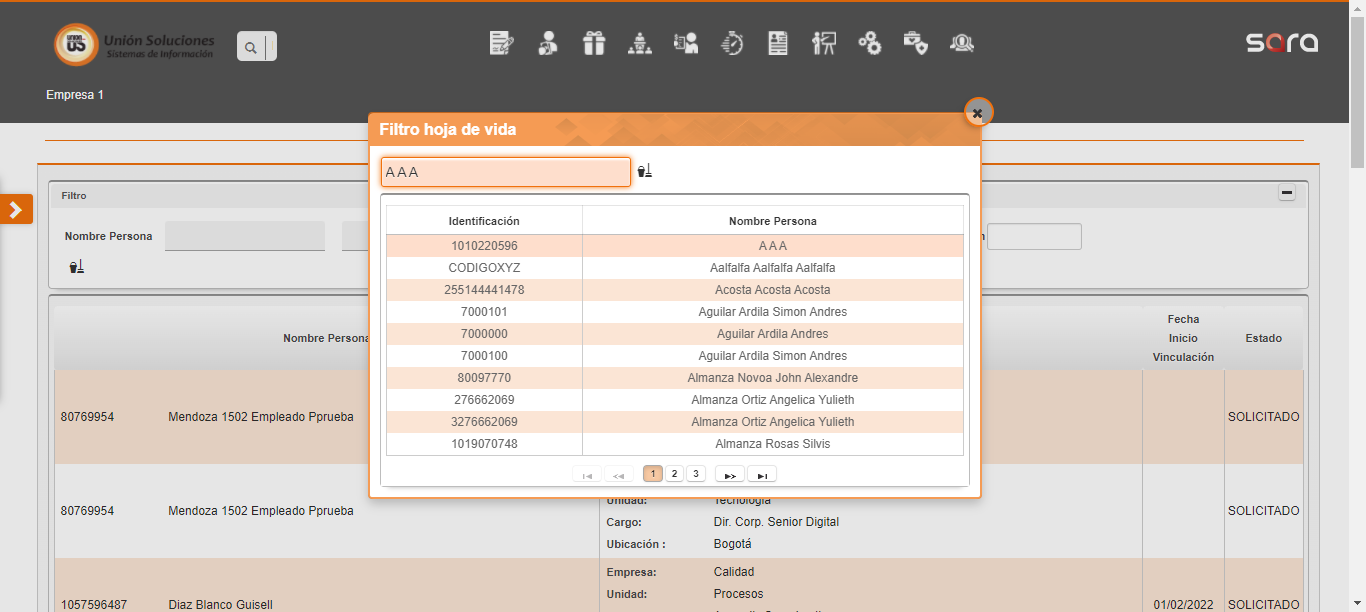 UNION
US
Unión Soluciones
Sistemas de Información
sara
Empresa 1
Filtro hoja de vida
A A A
Identificación Nombre Persona
1010220596 A A A
CODIGOXYZ Aalfalfa Aalfalfa Aalfalfa
255144441478 Acosta Acosta Acosta
7000101 Aguilar Ardila Simon Andres
7000000 Aguilar Ardila Andres
7000100 Aguilar Ardila Simon Andres
80097770 Almanza Novoa John Alexandre
276662069 Almanza Ortiz Angelica Yulieth
3276662069 Almanza Ortiz Angelica Yulieth
1019070748 Almanza Rosas Silvis
1 2 3
Filtro
Nombre Persona
Nombre Persona
Fecha
Inicio
Vinculación
Estado
80769954 Mendoza 1502 Empleado Pprueba SOLICITADO
Unidad: Tecnología
80769954 Mendoza 1502 Empleado Pprueba SOLICITADO
Cargo: Dir. Corp. Senior Digital
Ubicación : Bogotá
Empresa: Calidad
Unidad: Procesos
1057596487 Diaz Blanco Guisell 01/02/2022 SOLICITADO